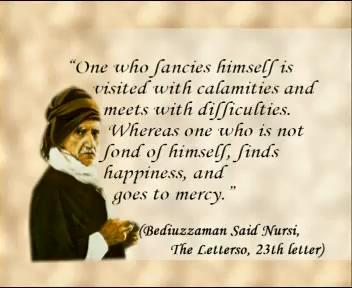 “One who fancies himself is
visited with calamities and
meets with difficulties.
Whereas one who is not
fond of himself, finds
happiness, and
goes to mercy.”
(Bediuzzaman Said Nursi,
The Letterso, 23th letter)